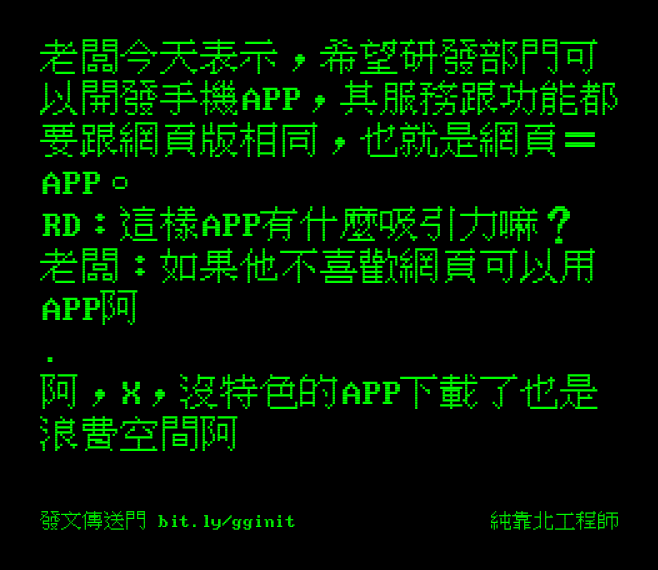 老闆今天表示，希望研發部門可
以開發手機APP，其服務跟功能都
要跟網頁版相同，也就是網頁＝
APP。
RD：這樣APP有什麼吸引力嘛？
老闆：如果他不喜歡網頁可以用
APP阿
.
阿，X，沒特色的APP下載了也是
浪費空間阿
發文傳送門 bit.ly/gginit
純靠北工程師